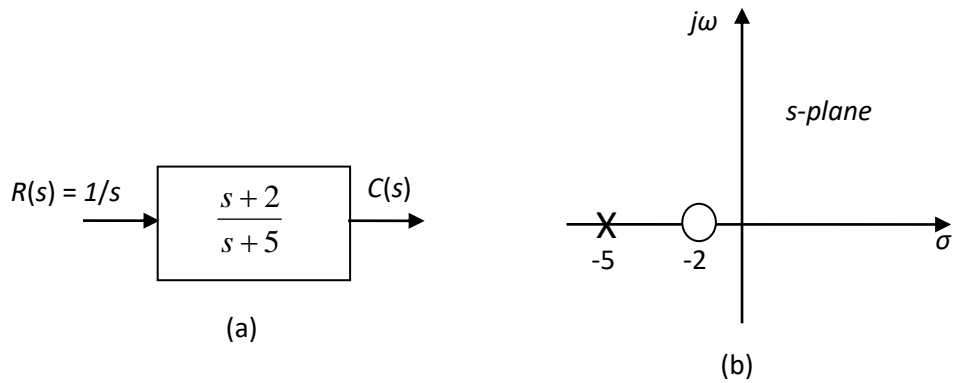 R(s) = 1/s
s + 2
s + 5
C(s)
(a)
jω
s-plane
-5
-2
σ
(b)